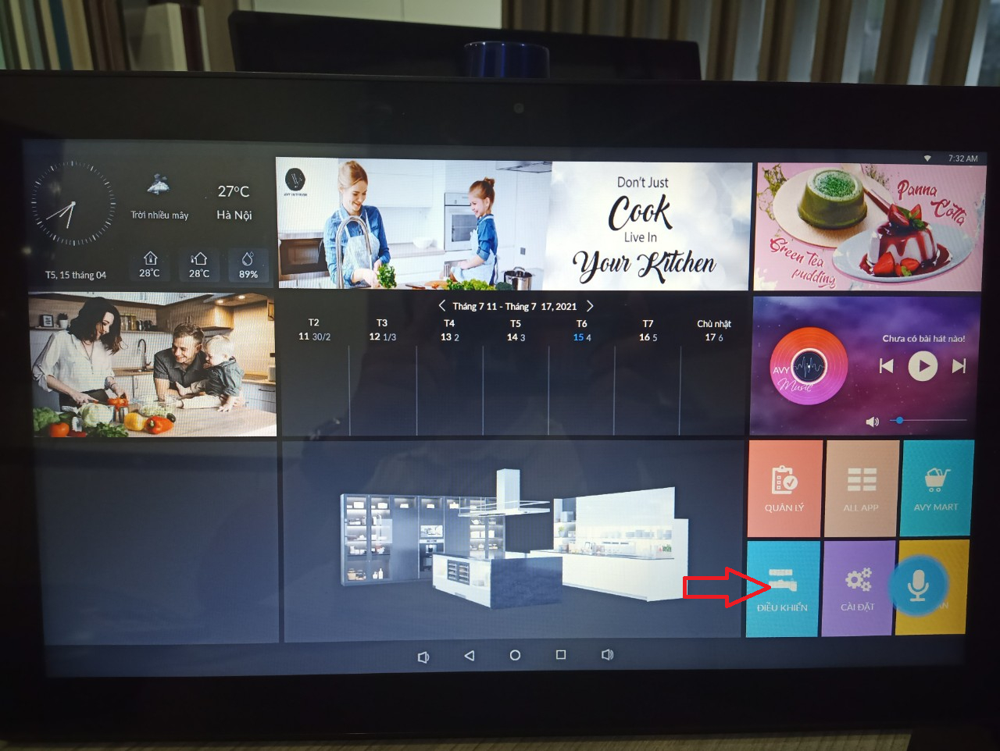 7:32 AM
27°C
Trời nhiều mây
Hà Nội
28°C
28°C
89%
T5, 15 tháng 04
AVY INTERIOR
Don't Just
Cook
Live In
Your Kitchen
Panna
Cotta
Green Tea
pudding
Tháng 7 11 - Tháng 7 17, 2021
T2 T3 T4 T5 T6 T7 Chủ nhật
11 30/2 12 1/3 13 2 14 3 15 4 16 5 17 6
Chưa có bài hát nào!
AVY
Music
QUẢN LÝ
ALL APP
AVY MART
ĐIỀU KHIỂN
CÀI ĐẶT